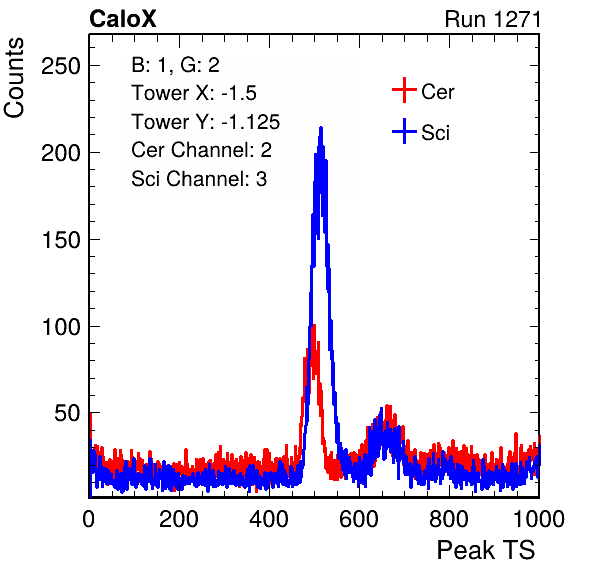 CaloX Run 1271
Counts
250
200
150
100
50
B: 1, G: 2
Tower X: -1.5
Tower Y: -1.125
Cer Channel: 2
Sci Channel: 3
Cer
Sci
0 200 400 600 800 1000
Peak TS